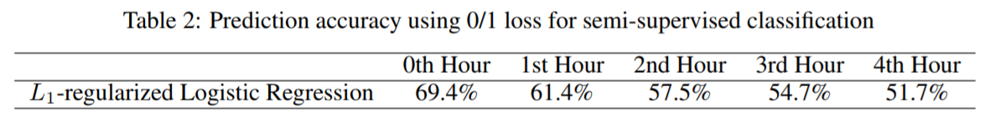 Table 2: Prediction accuracy using 0/1 loss for semi-supervised classification
0th Hour 1st Hour 2nd Hour 3rd Hour 4th Hour
L1-regularized Logistic Regression 69.4% 61.4% 57.5% 54.7% 51.7%